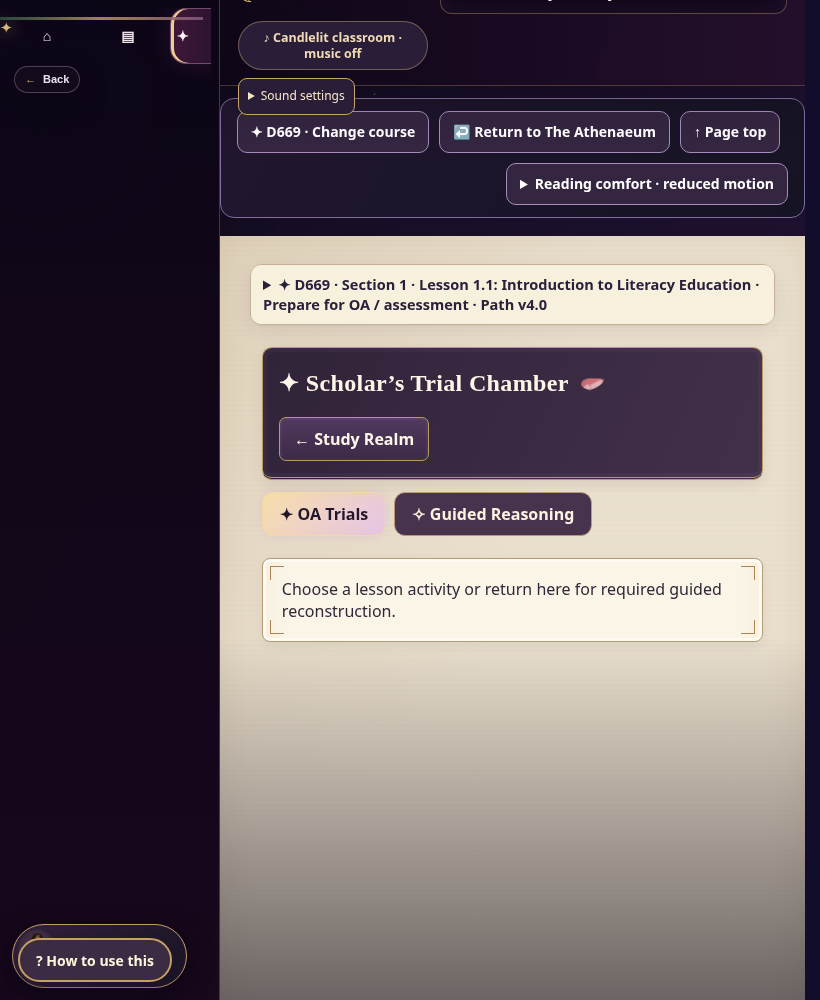 ← Back
♪ Candlelit classroom ·
music off
▶ Sound settings
✦ D669 · Change course
↩ Return to The Athenaeum
↑ Page top
▶ Reading comfort · reduced motion
▶ ✦ D669 · Section 1 · Lesson 1.1: Introduction to Literacy Education ·
Prepare for OA / assessment · Path v4.0
✦ Scholar’s Trial Chamber
← Study Realm
✦ OA Trials
✧ Guided Reasoning
Choose a lesson activity or return here for required guided
reconstruction.
? How to use this